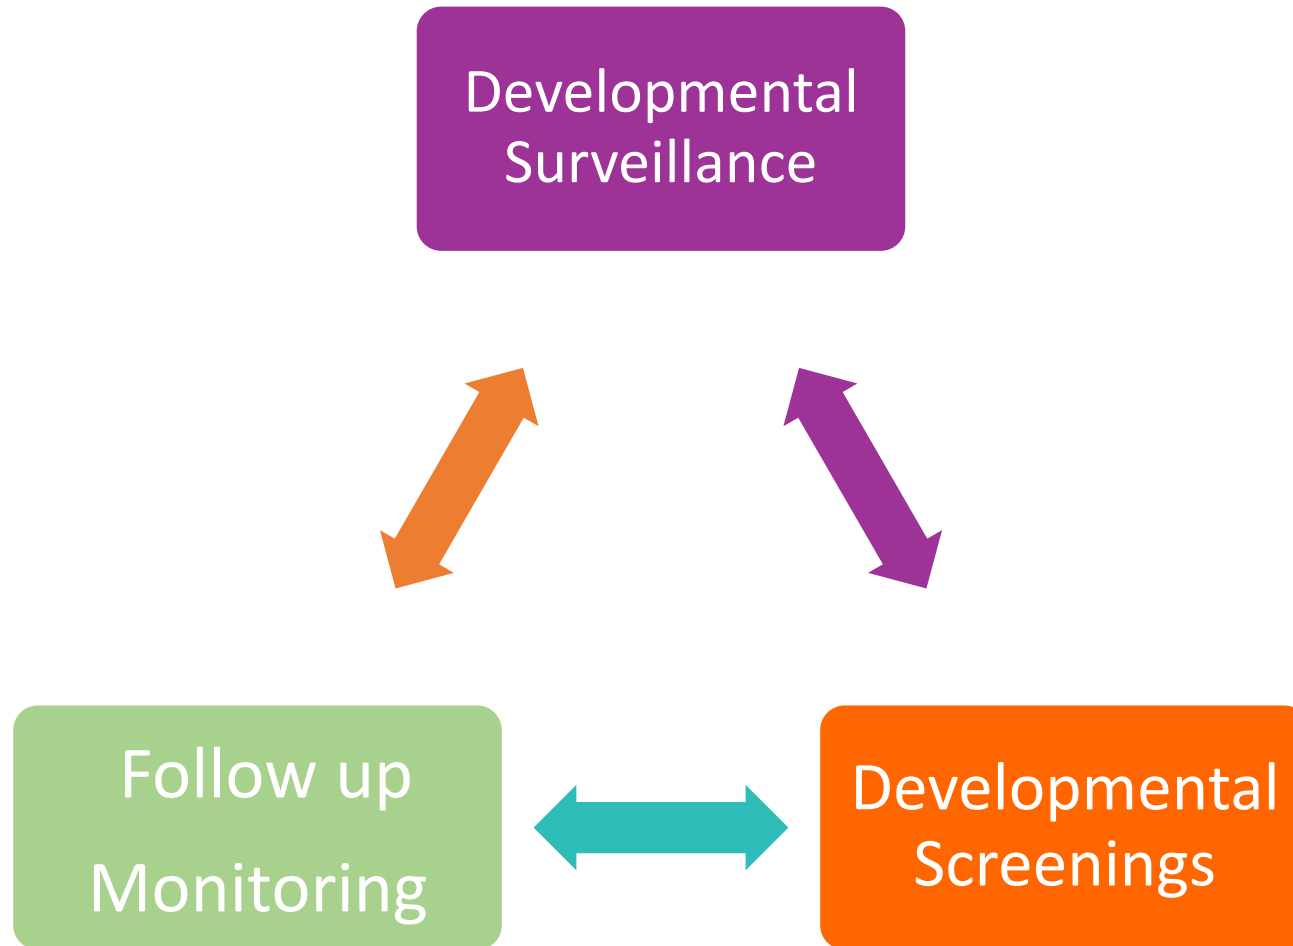 Developmental
Surveillance
Follow up
Monitoring
Developmental
Screenings